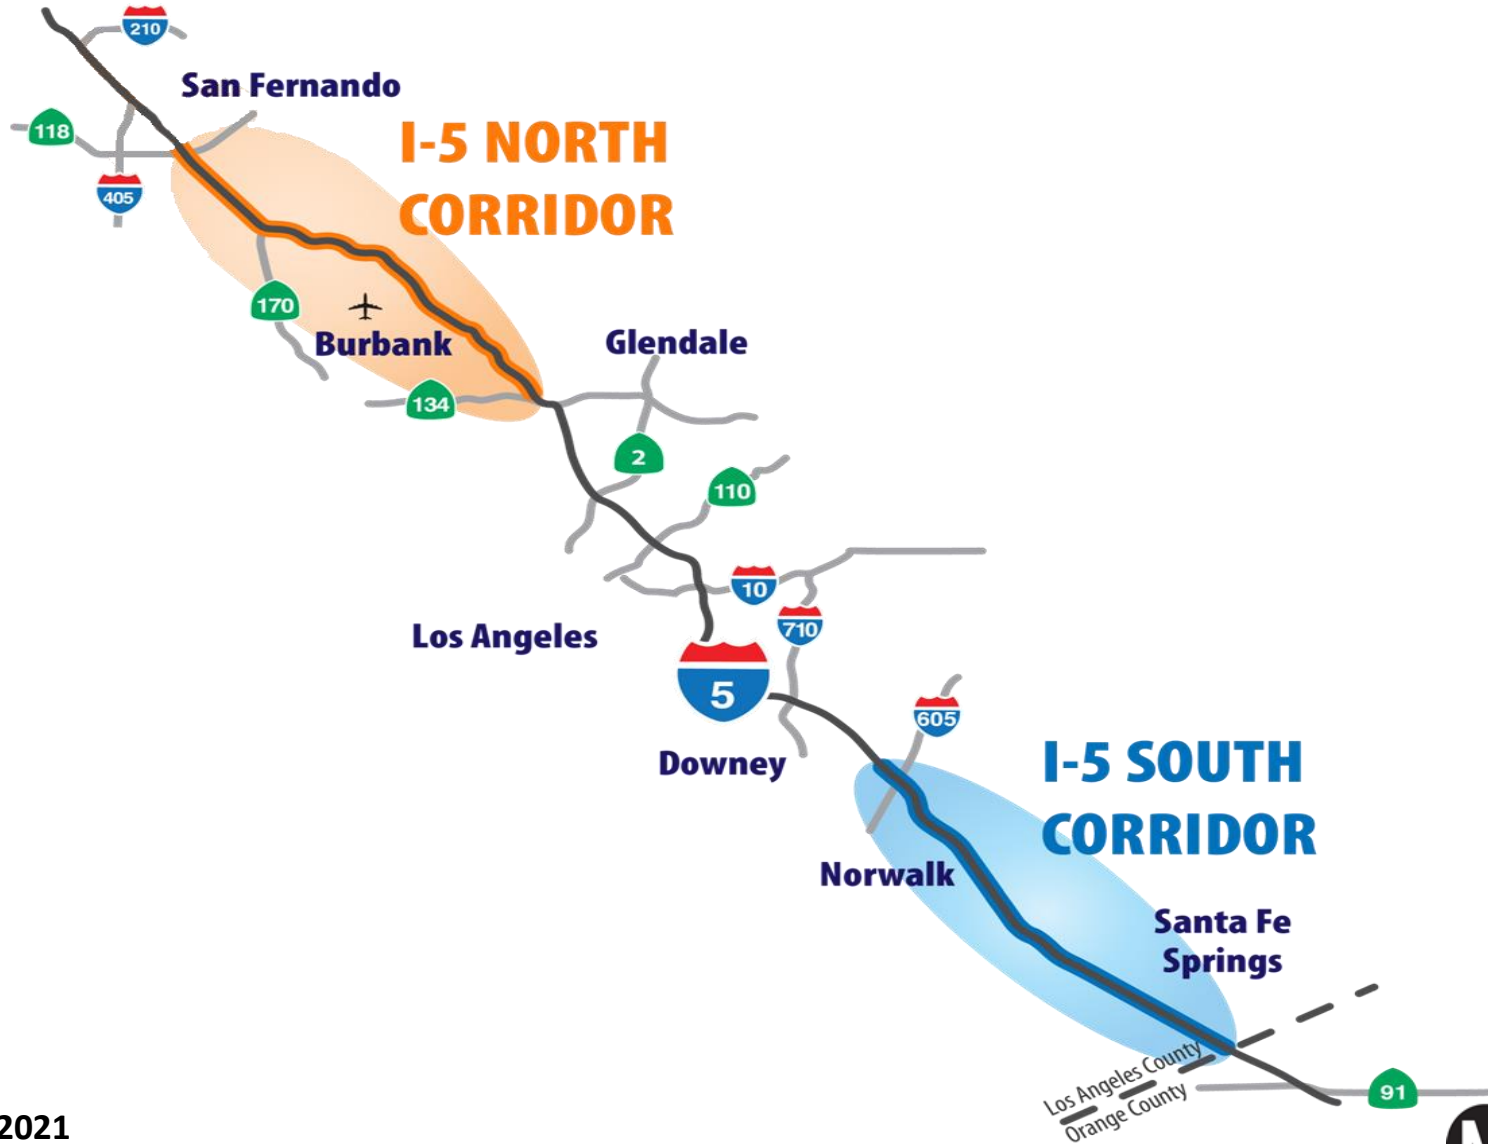 210
San Fernando
118
I-5 NORTH
CORRIDOR
405
170
Burbank
Glendale
134
2
110
10
710
Los Angeles
5
605
Downey
I-5 SOUTH
CORRIDOR
Norwalk
Santa Fe
Springs
Los Angeles County
Orange County
91
2021